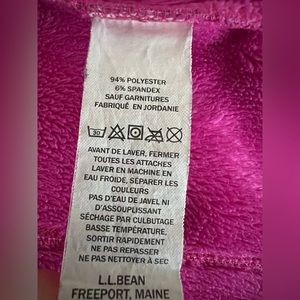 94% POLYESTER
6% SPANDEX
SAUF GARNITURES
FABRIQUÉ EN JORDANIE
30
AVANT DE LAVER, FERMER
TOUTES LES ATTACHES
LAVER EN MACHINE EN
EAU FROIDE, SÉPARER LES
COULEURS
PAS D'EAU DE JAVEL NI
D'ASSOUPLISSANT
SÉCHAGE PAR CULBUTAGE
BASSE TEMPÉRATURE,
SORTIR RAPIDEMENT
NE PAS REPASSER
NE PAS NETTOYER À SEC
L.L.BEAN
FREEPORT, MAINE